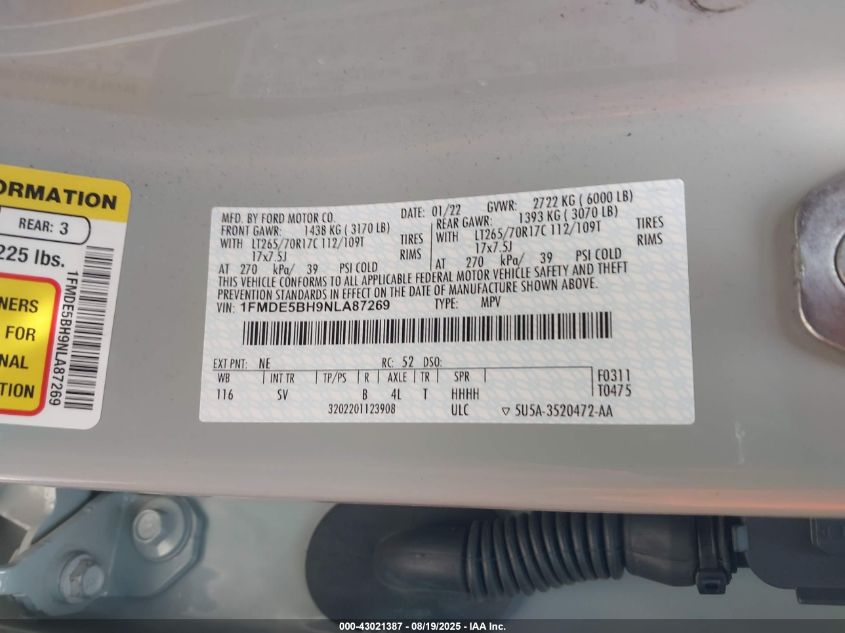 ORMATION
REAR: 3
225 lbs.
NERS
FOR
NAL
TION
1FMDE5BH9NLA87269
MFD. BY FORD MOTOR CO.
DATE: 01/22 GVWR: 2722 KG ( 6000 LB)
FRONT GAWR: 1438 KG ( 3170 LB) REAR GAWR: 1393 KG ( 3070 LB)
WITH LT265/70R17C 112/109T TIRES WITH LT265/70R17C 112/109T TIRES
17x7.5J RIMS 17x7.5J RIMS
AT 270 kPa/ 39 PSI COLD AT 270 kPa/ 39 PSI COLD
THIS VEHICLE CONFORMS TO ALL APPLICABLE FEDERAL MOTOR VEHICLE SAFETY AND THEFT
PREVENTION STANDARDS IN EFFECT ON THE DATE OF MANUFACTURE SHOWN ABOVE.
VIN: 1FMDE5BH9NLA87269 TYPE: MPV
EXT PNT: NE RC: 52 DSO:
WB INT TR TP/PS R AXLE TR SPR F0311
116 SV B 4L T HHHH T0475
3202201123908 ULC ▽ 5U5A-3520472-AA
000-43021387 - 08/19/2025 - IAA Inc.